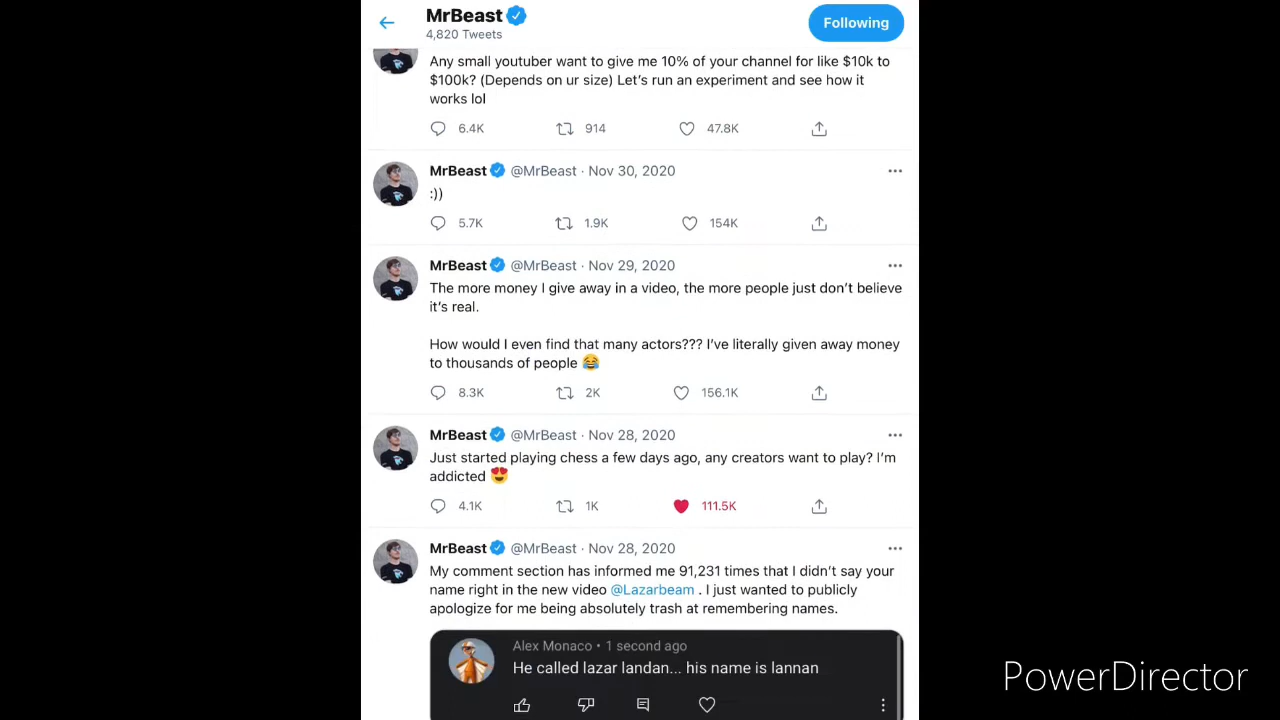 MrBeast
4,820 Tweets
Following
Any small youtuber want to give me 10% of your channel for like $10k to
$100k? (Depends on ur size) Let’s run an experiment and see how it
works lol
6.4K 914 47.8K
MrBeast @MrBeast · Nov 30, 2020
:))
5.7K 1.9K 154K
MrBeast @MrBeast · Nov 29, 2020
The more money I give away in a video, the more people just don’t believe
it’s real.
How would I even find that many actors??? I’ve literally given away money
to thousands of people 😂
8.3K 2K 156.1K
MrBeast @MrBeast · Nov 28, 2020
Just started playing chess a few days ago, any creators want to play? I’m
addicted 😍
4.1K 1K 111.5K
MrBeast @MrBeast · Nov 28, 2020
My comment section has informed me 91,231 times that I didn’t say your
name right in the new video @Lazarbeam . I just wanted to publicly
apologize for me being absolutely trash at remembering names.
Alex Monaco • 1 second ago
He called lazar landan... his name is lannan
PowerDirector